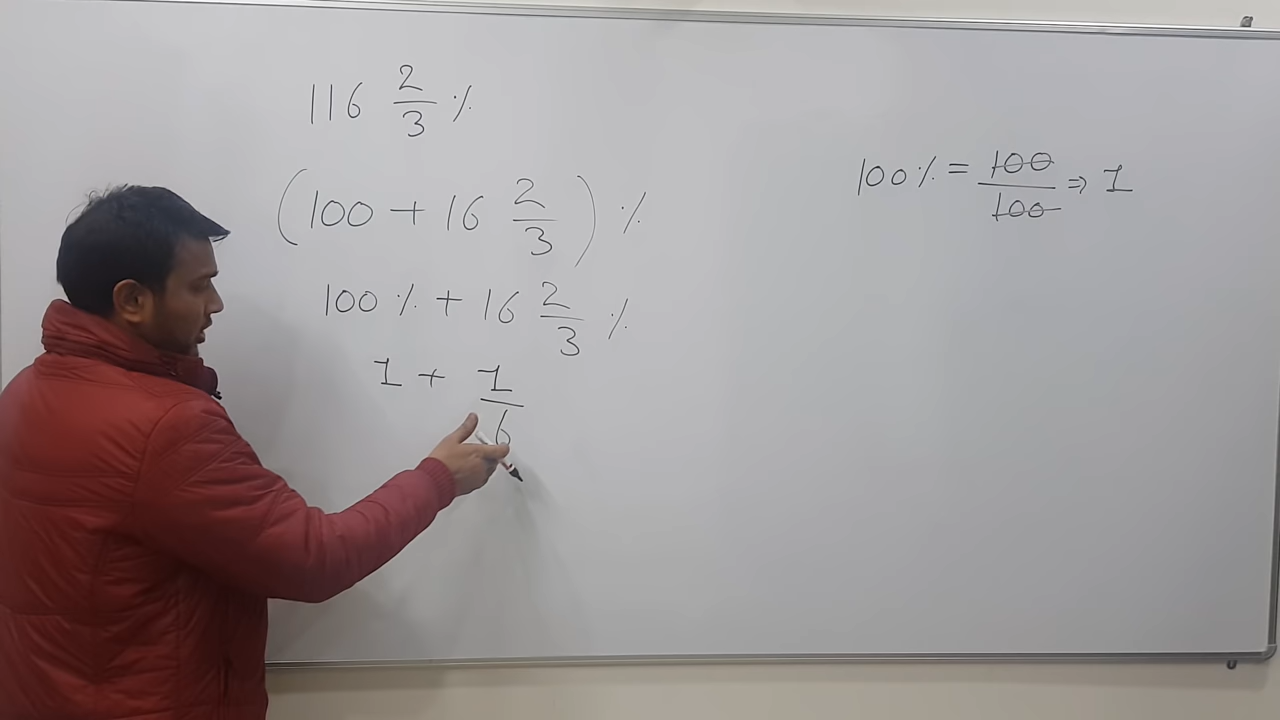 116 2/3 %
(100 + 16 2/3) %
100 % + 16 2/3 %
1 + 1/6
100 % = 100/100 ⇒ 1